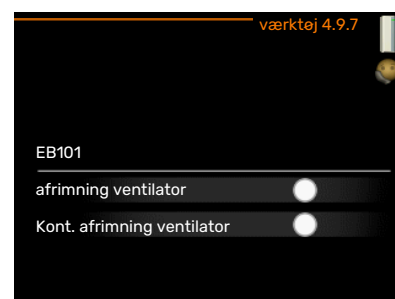 værktøj 4.9.7
EB101
afrimning ventilator
Kont. afrimning ventilator